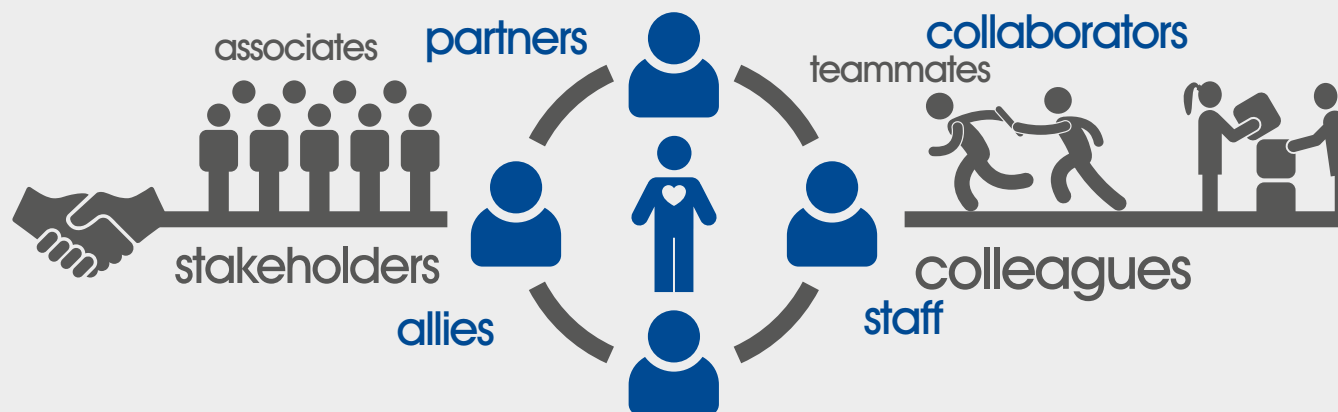 associates
partners
collaborators
teammates
stakeholders
colleagues
allies
staff